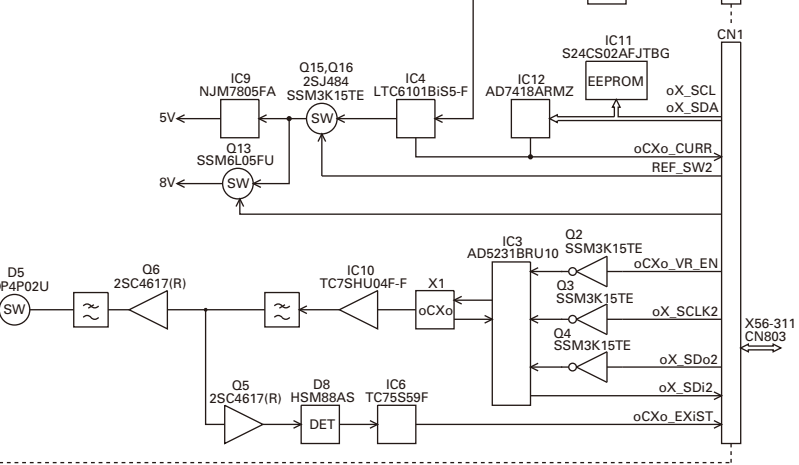 CN1
IC11
S24CS02AFJTBG
EEPROM
Q15,Q16
2SJ484
SSM3K15TE
IC9
NJM7805FA
IC4
LTC6101BiS5-F
IC12
AD7418ARMZ
oX_SCL
oX_SDA
5V
SW
oCXo_CURR
REF_SW2
Q13
SSM6L05FU
8V
SW
IC3
AD5231BRU10
Q2
SSM3K15TE
oCXo_VR_EN
D5
P4P02U
SW
Q6
2SC4617(R)
IC10
TC7SHU04F-F
X1
oCXo
Q3
SSM3K15TE
oX_SCLK2
Q4
SSM3K15TE
oX_SDo2
X56-311
CN803
oX_SDi2
Q5
2SC4617(R)
D8
HSM88AS
DET
IC6
TC75S59F
oCXo_EXiST